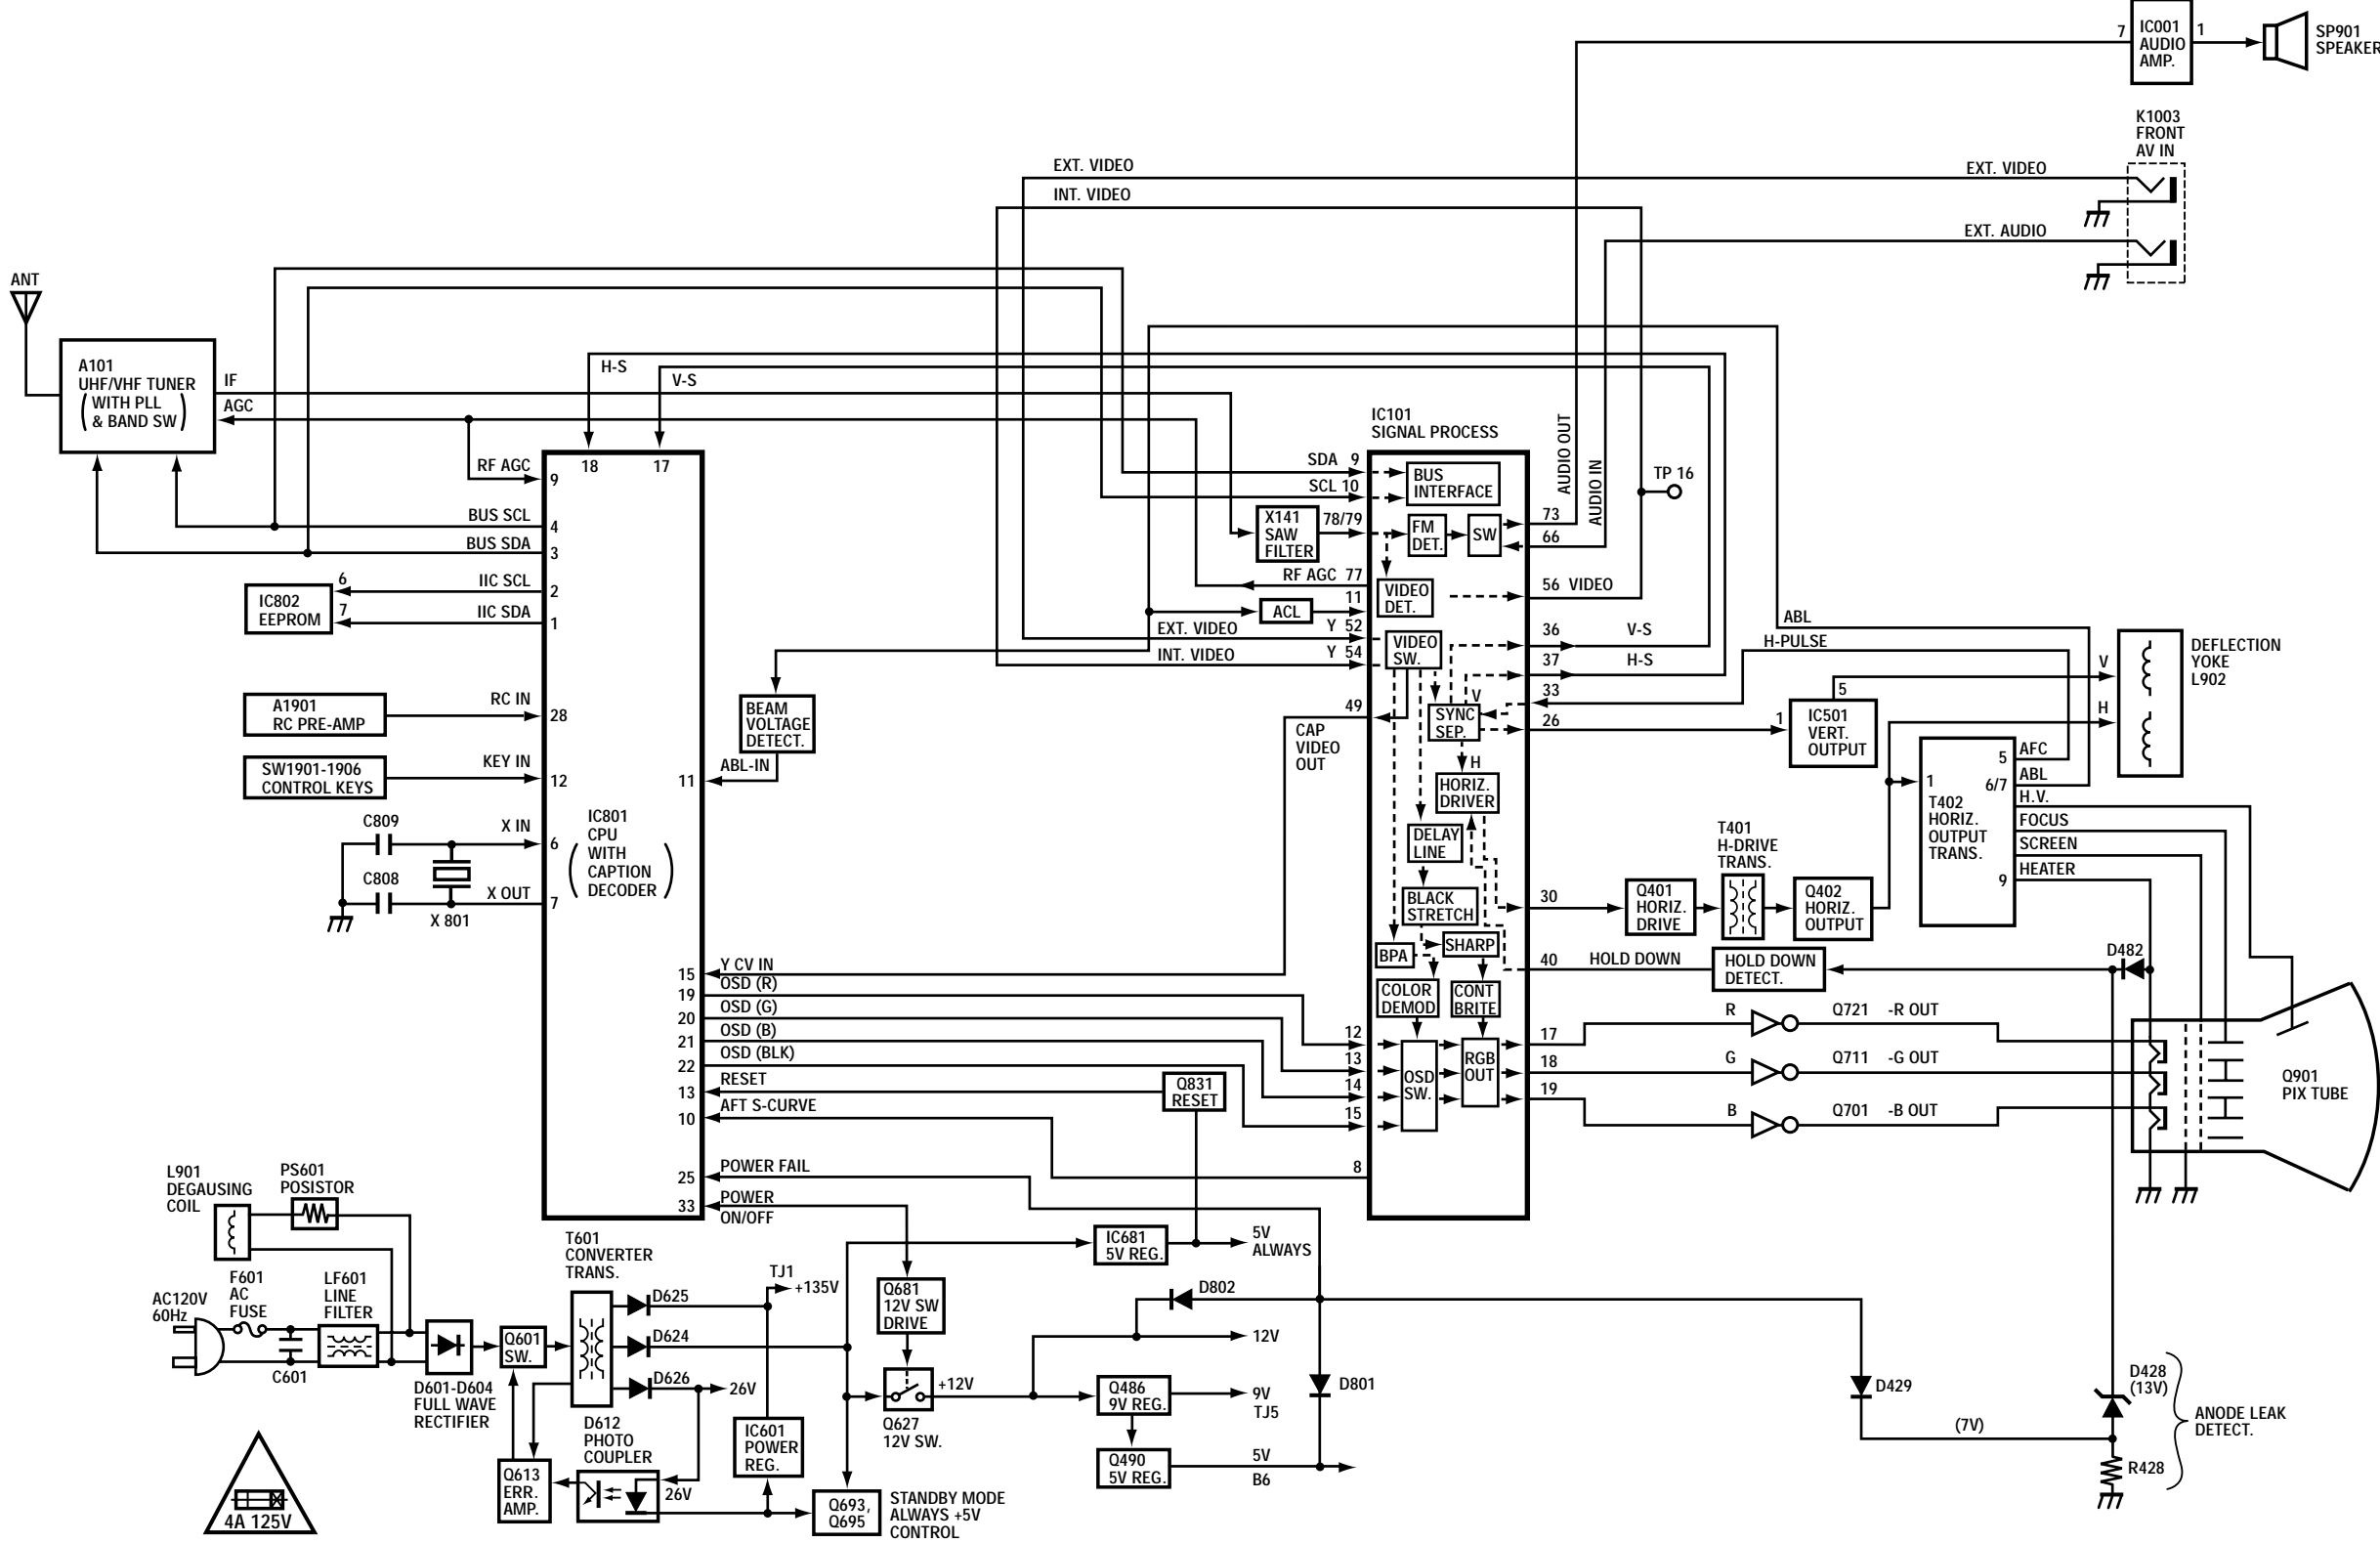 7
IC001
AUDIO
AMP.
1
SP901
SPEAKER
K1003
FRONT
AV IN
EXT. VIDEO
EXT. VIDEO
INT. VIDEO
EXT. AUDIO
ANT
A101
UHF/VHF TUNER
WITH PLL
& BAND SW
IF
AGC
H-S
V-S
RF AGC
9
18
17
BUS SCL
4
BUS SDA
3
IC802
EEPROM
6
IIC SCL
2
7
IIC SDA
1
A1901
RC PRE-AMP
RC IN
28
SW1901-1906
CONTROL KEYS
KEY IN
12
C809
X IN
6
C808
X OUT
7
X 801
IC801
CPU
WITH
CAPTION
DECODER
BEAM
VOLTAGE
DETECT.
ABL-IN
11
15
Y CV IN
19
OSD (R)
20
OSD (G)
21
OSD (B)
22
OSD (BLK)
13
RESET
10
AFT S-CURVE
25
POWER FAIL
33
POWER
ON/OFF
Q831
RESET
IC101
SIGNAL PROCESS
SDA 9
SCL 10
X141
SAW
FILTER
78/79
RF AGC 77
ACL
11
EXT. VIDEO
Y 52
INT. VIDEO
Y 54
49
CAP
VIDEO
OUT
12
13
14
15
8
BUS
INTERFACE
FM
DET.
SW
VIDEO
DET.
VIDEO
SW.
V
SYNC
SEP.
H
HORIZ.
DRIVER
DELAY
LINE
BLACK
STRETCH
BPA
SHARP
COLOR
DEMOD
CONT
BRITE
OSD
SW.
RGB
OUT
AUDIO OUT
AUDIO IN
TP 16
73
66
56 VIDEO
36
V-S
37
H-S
33
26
30
40
HOLD DOWN
17
18
19
ABL
H-PULSE
1
5
IC501
VERT.
OUTPUT
V
H
DEFLECTION
YOKE
L902
1
T402
HORIZ.
OUTPUT
TRANS.
5
6/7
9
AFC
ABL
H.V.
FOCUS
SCREEN
HEATER
Q401
HORIZ.
DRIVE
T401
H-DRIVE
TRANS.
Q402
HORIZ.
OUTPUT
HOLD DOWN
DETECT.
D482
R
Q721 -R OUT
G
Q711 -G OUT
B
Q701 -B OUT
Q901
PIX TUBE
L901
DEGAUSING
COIL
PS601
POSISTOR
AC120V
60Hz
F601
AC
FUSE
C601
LF601
LINE
FILTER
D601-D604
FULL WAVE
RECTIFIER
Q601
SW.
T601
CONVERTER
TRANS.
D625
D624
D626
TJ1
+135V
26V
Q613
ERR.
AMP.
D612
PHOTO
COUPLER
26V
IC601
POWER
REG.
Q693,
Q695
STANDBY MODE
ALWAYS +5V
CONTROL
Q681
12V SW
DRIVE
Q627
12V SW.
+12V
IC681
5V REG.
5V
ALWAYS
D802
12V
Q486
9V REG.
9V
TJ5
Q490
5V REG.
5V
B6
D801
D429
(7V)
D428
(13V)
R428
ANODE LEAK
DETECT.
4A 125V